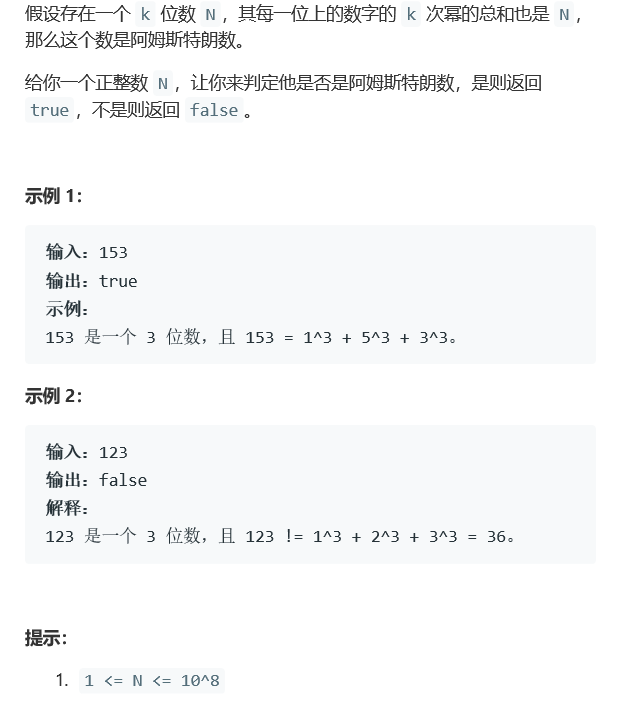 假设存在一个 k 位数 N，其每一位上的数字的 k 次幂的总和也是 N，
那么这个数是阿姆斯特朗数。
给你一个正整数 N，让你来判定他是否是阿姆斯特朗数，是则返回
true，不是则返回 false。
示例 1：
输入：153
输出：true
示例：
153 是一个 3 位数，且 153 = 1^3 + 5^3 + 3^3。
示例 2：
输入：123
输出：false
解释：
123 是一个 3 位数，且 123 != 1^3 + 2^3 + 3^3 = 36。
提示：
1. 1 <= N <= 10^8